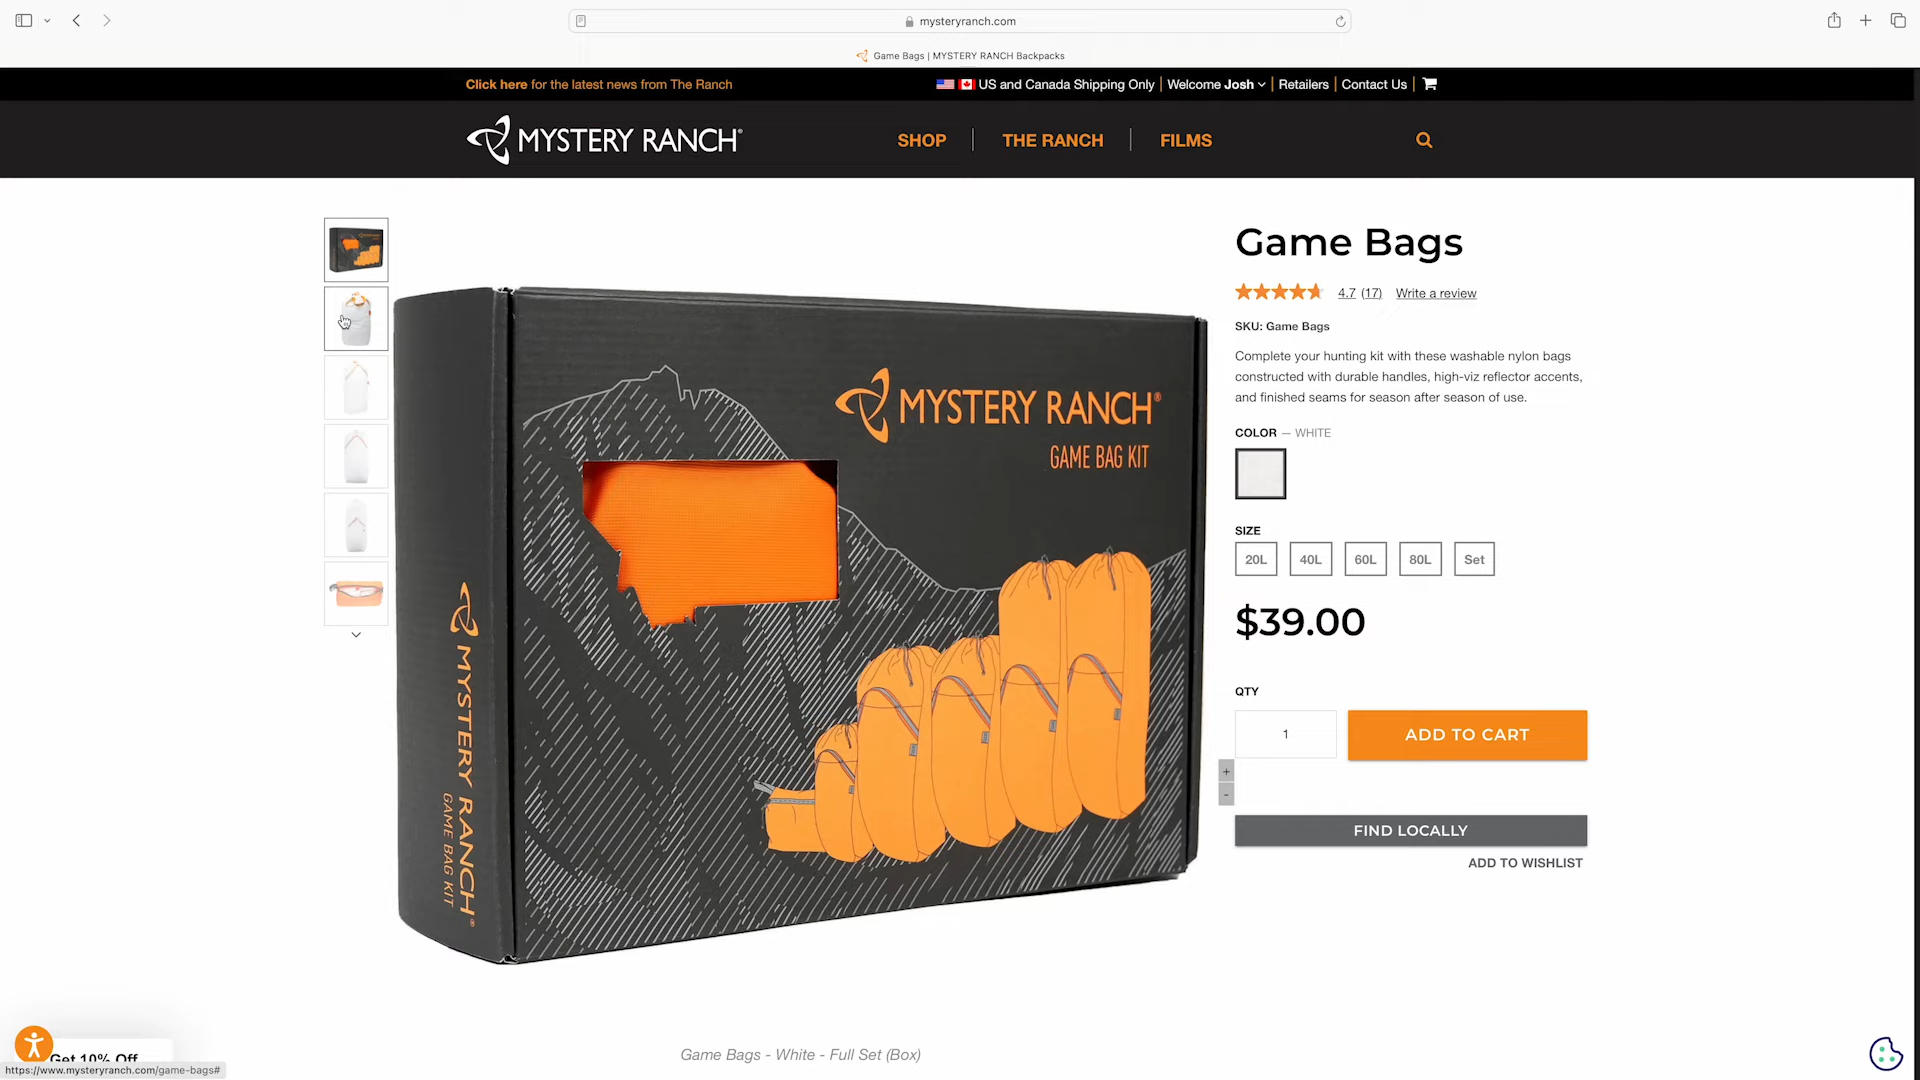 mysteryranch.com
Game Bags | MYSTERY RANCH Backpacks
Click here for the latest news from The Ranch
US and Canada Shipping Only | Welcome Josh | Retailers | Contact Us |
MYSTERY RANCH®
SHOP
THE RANCH
FILMS
MYSTERY RANCH®
GAME BAG KIT
MYSTERY RANCH®
GAME BAG KIT
Game Bags - White - Full Set (Box)
Game Bags
4.7 (17) Write a review
SKU: Game Bags
Complete your hunting kit with these washable nylon bags
constructed with durable handles, high-viz reflector accents,
and finished seams for season after season of use.
COLOR — WHITE
SIZE
20L 40L 60L 80L Set
$39.00
QTY
1
ADD TO CART
+
-
FIND LOCALLY
ADD TO WISHLIST
Get 10% Off
https://www.mysteryranch.com/game-bags#